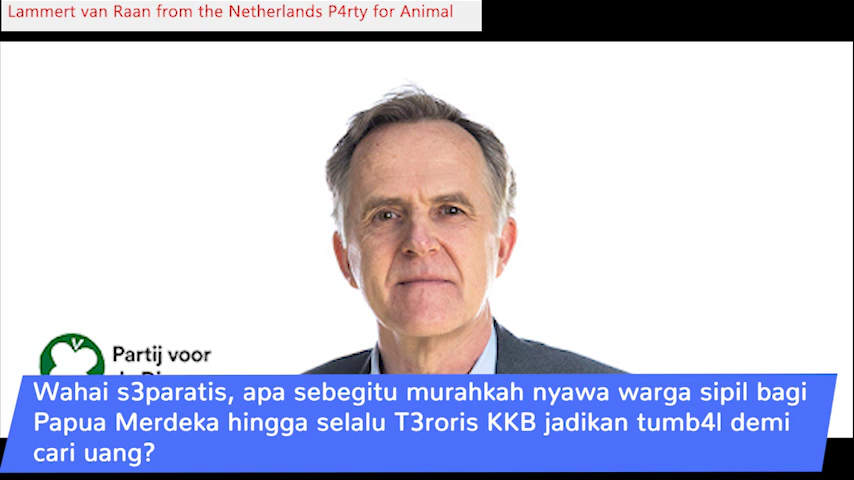 Lammert van Raan from the Netherlands P4rty for Animal
Partij voor
Wahai s3paratis, apa sebegitu murahkah nyawa warga sipil bagi
Papua Merdeka hingga selalu T3roris KKB jadikan tumb4l demi
cari uang?